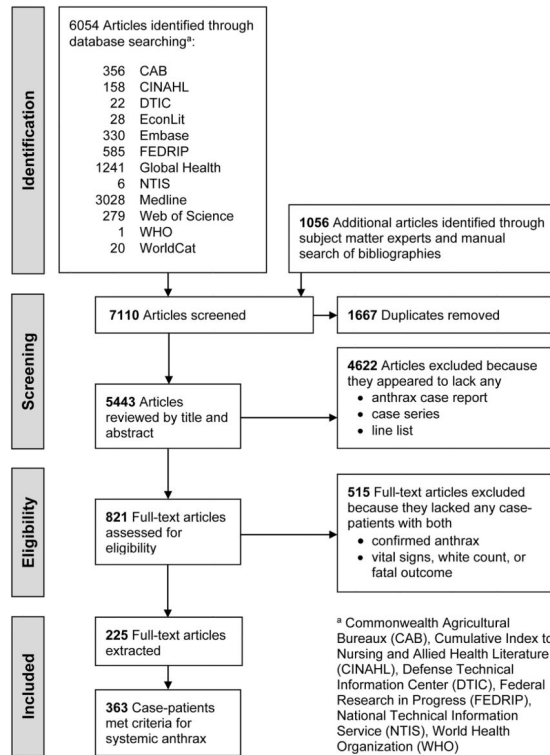 Identification
6054 Articles identified through
database searchingᵃ:
356 CAB
158 CINAHL
22 DTIC
28 EconLit
330 Embase
585 FEDRIP
1241 Global Health
6 NTIS
3028 Medline
279 Web of Science
1 WHO
20 WorldCat
1056 Additional articles identified through
subject matter experts and manual
search of bibliographies
Screening
7110 Articles screened
1667 Duplicates removed
5443 Articles
reviewed by title and
abstract
4622 Articles excluded because
they appeared to lack any
• anthrax case report
• case series
• line list
Eligibility
821 Full-text articles
assessed for
eligibility
515 Full-text articles excluded
because they lacked any case-
patients with both
• confirmed anthrax
• vital signs, white count, or
fatal outcome
Included
225 Full-text articles
extracted
363 Case-patients
met criteria for
systemic anthrax
ᵃ Commonwealth Agricultural
Bureaux (CAB), Cumulative Index to
Nursing and Allied Health Literature
(CINAHL), Defense Technical
Information Center (DTIC), Federal
Research in Progress (FEDRIP),
National Technical Information
Service (NTIS), World Health
Organization (WHO)